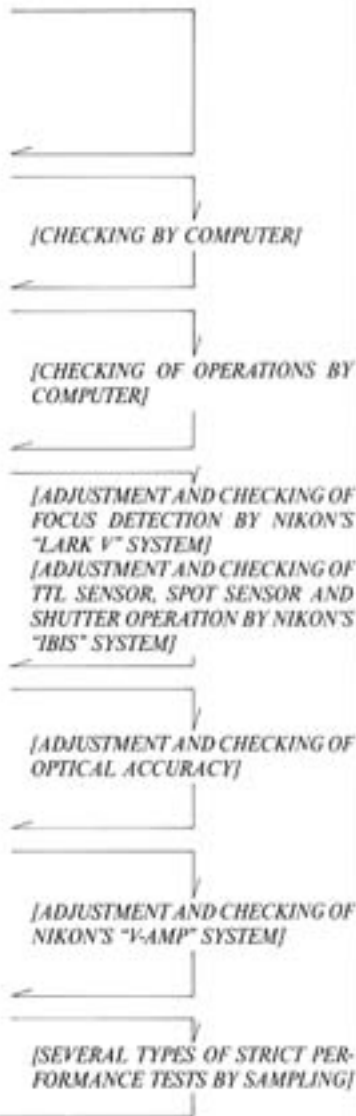 [CHECKING BY COMPUTER]
[CHECKING OF OPERATIONS BY
COMPUTER]
[ADJUSTMENT AND CHECKING OF
FOCUS DETECTION BY NIKON'S
"LARK V" SYSTEM]
[ADJUSTMENT AND CHECKING OF
TTL SENSOR, SPOT SENSOR AND
SHUTTER OPERATION BY NIKON'S
"IBIS" SYSTEM]
[ADJUSTMENT AND CHECKING OF
OPTICAL ACCURACY]
[ADJUSTMENT AND CHECKING OF
NIKON'S "V-AMP" SYSTEM]
[SEVERAL TYPES OF STRICT PER-
FORMANCE TESTS BY SAMPLING]